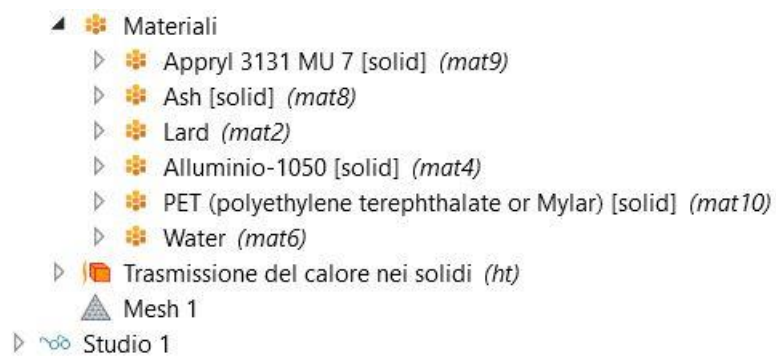 Materiali
Appryl 3131 MU 7 [solid] (mat9)
Ash [solid] (mat8)
Lard (mat2)
Alluminio-1050 [solid] (mat4)
PET (polyethylene terephthalate or Mylar) [solid] (mat10)
Water (mat6)
Trasmissione del calore nei solidi (ht)
Mesh 1
Studio 1